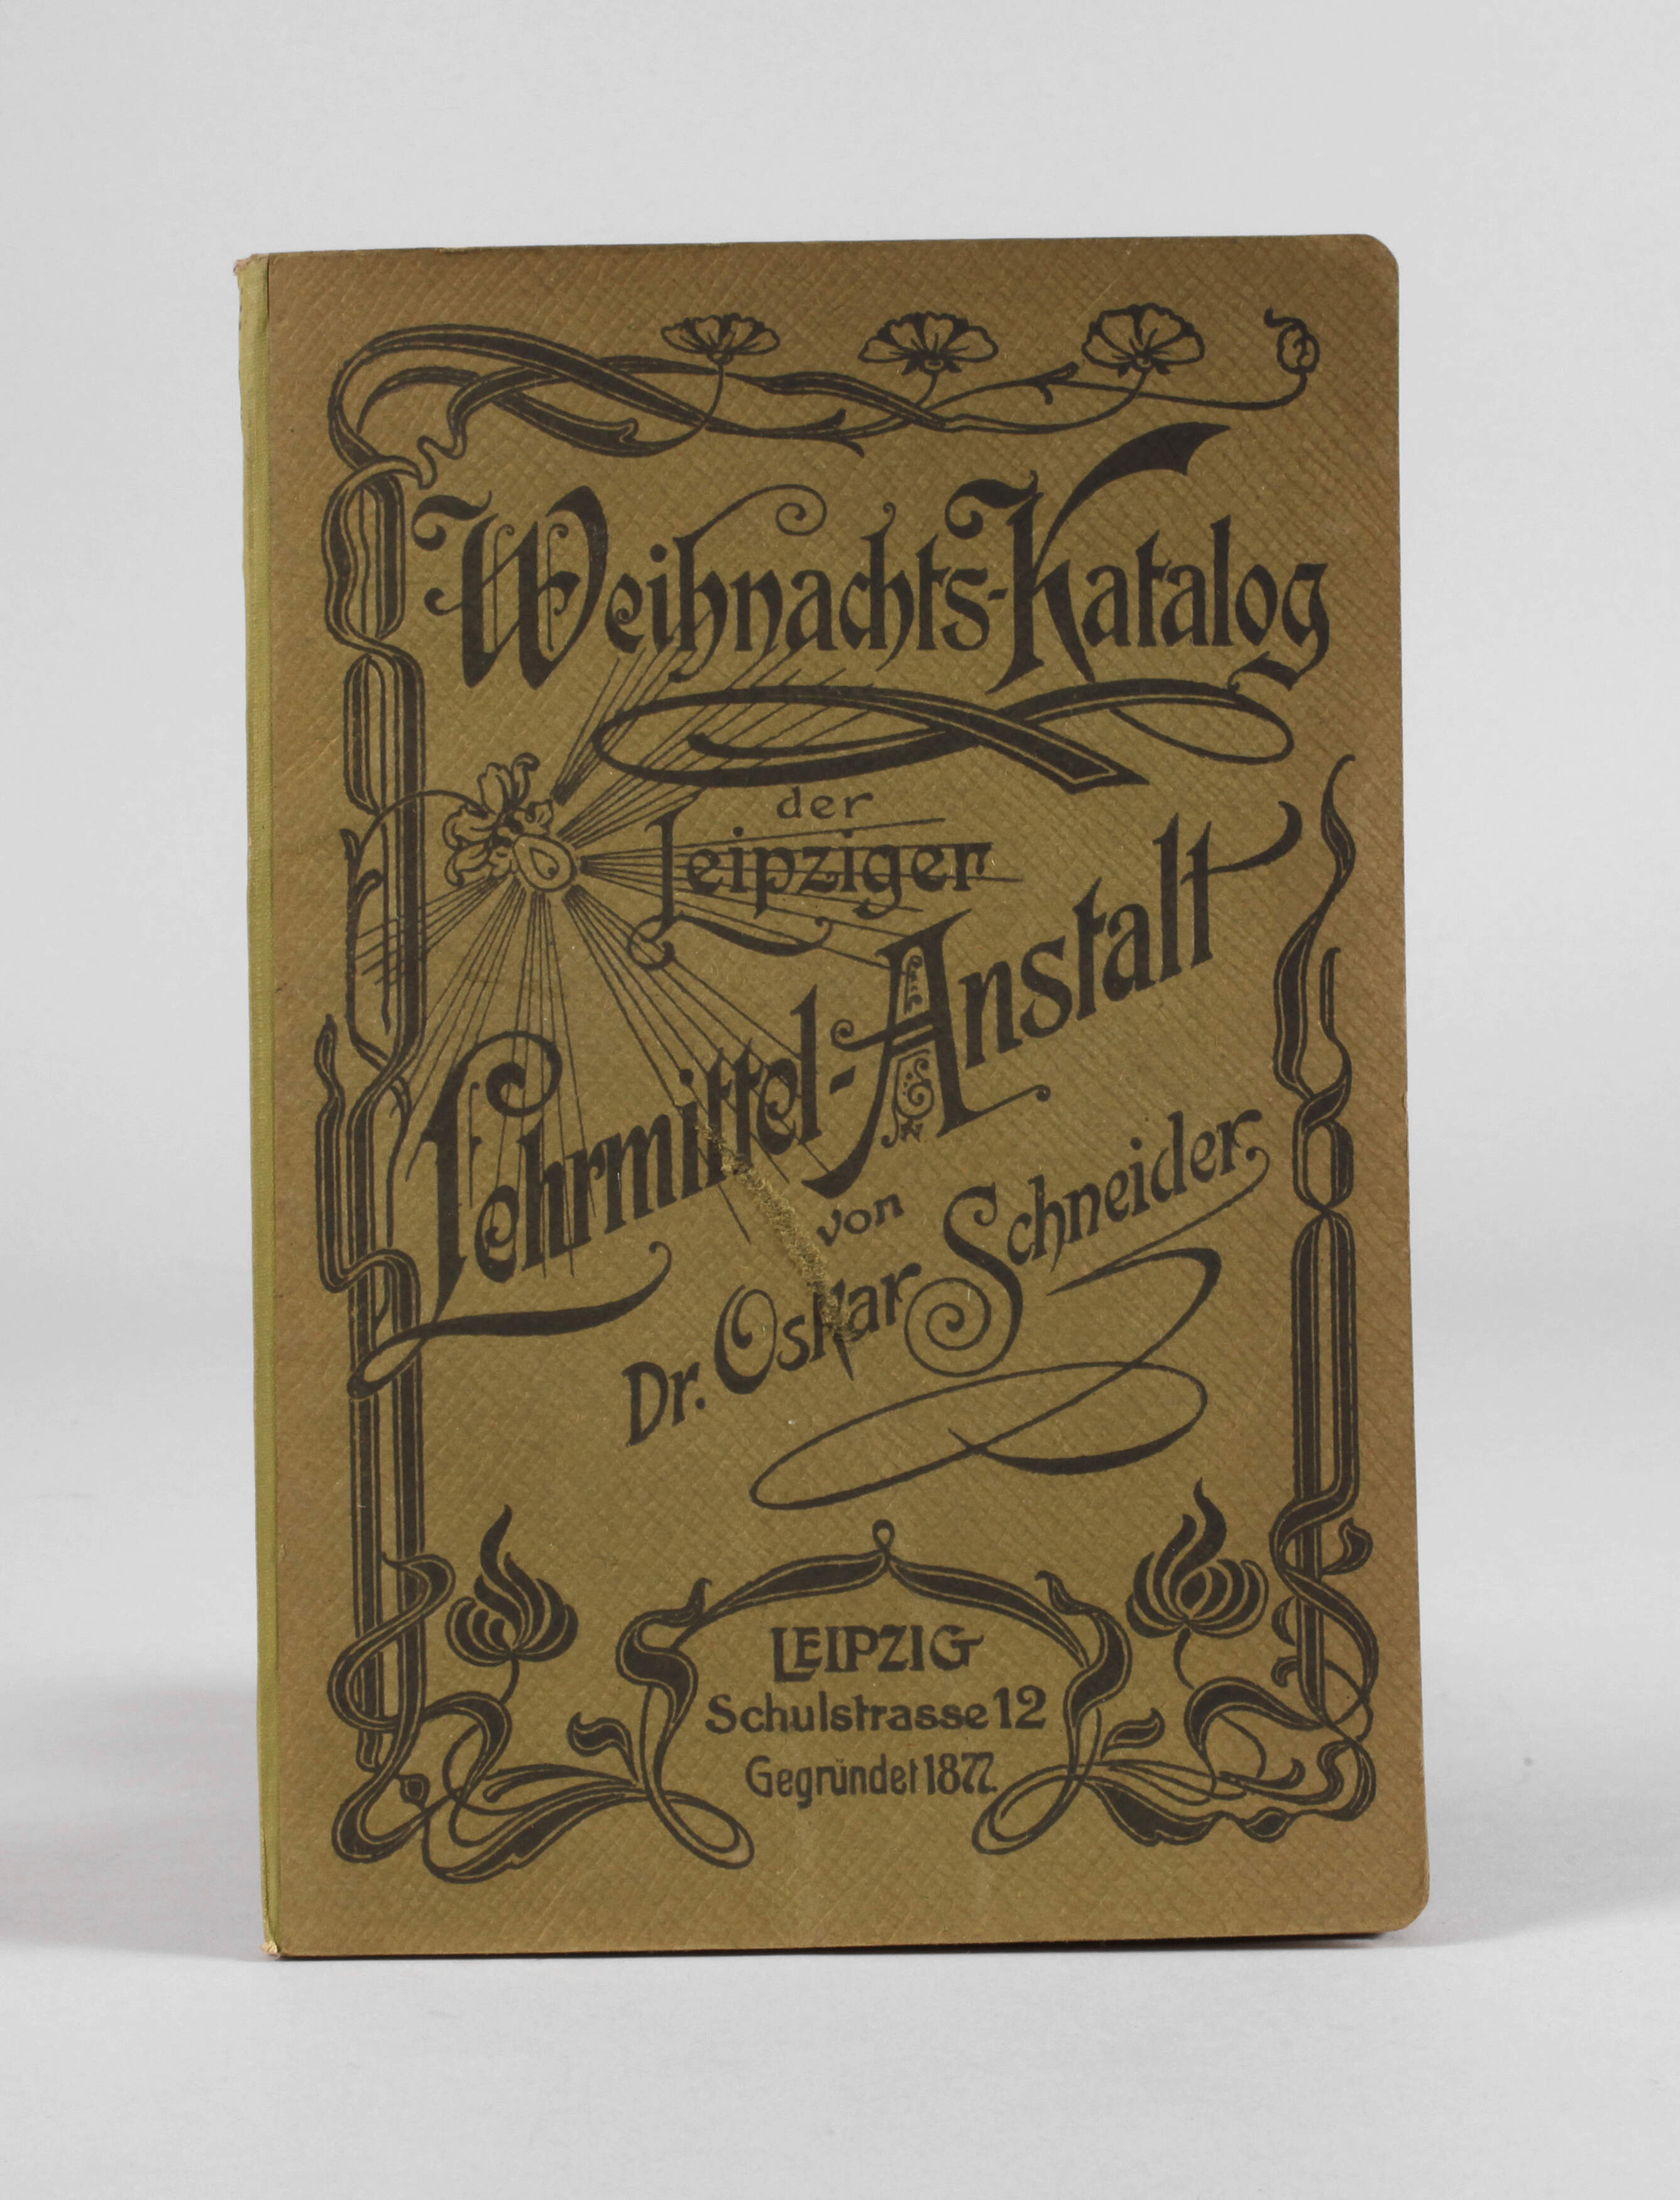 Weihnachts-Katalog
der
Leipziger
Lehrmittel-Anstalt
von
Dr. Oskar Schneider
LEIPZIG
Schulstrasse 12
Gegründet 1877.